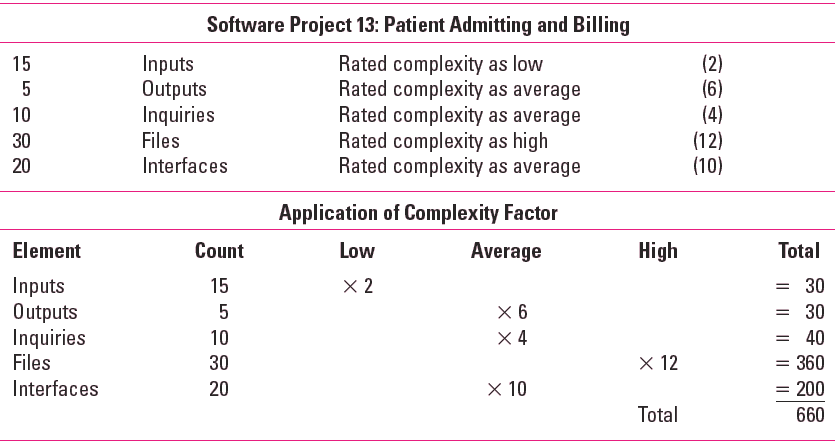 Software Project 13: Patient Admitting and Billing
15 Inputs Rated complexity as low (2)
5 Outputs Rated complexity as average (6)
10 Inquiries Rated complexity as average (4)
30 Files Rated complexity as high (12)
20 Interfaces Rated complexity as average (10)
Application of Complexity Factor
Element Count Low Average High Total
Inputs 15 × 2 = 30
Outputs 5 × 6 = 30
Inquiries 10 × 4 = 40
Files 30 × 12 = 360
Interfaces 20 × 10 = 200
Total 660